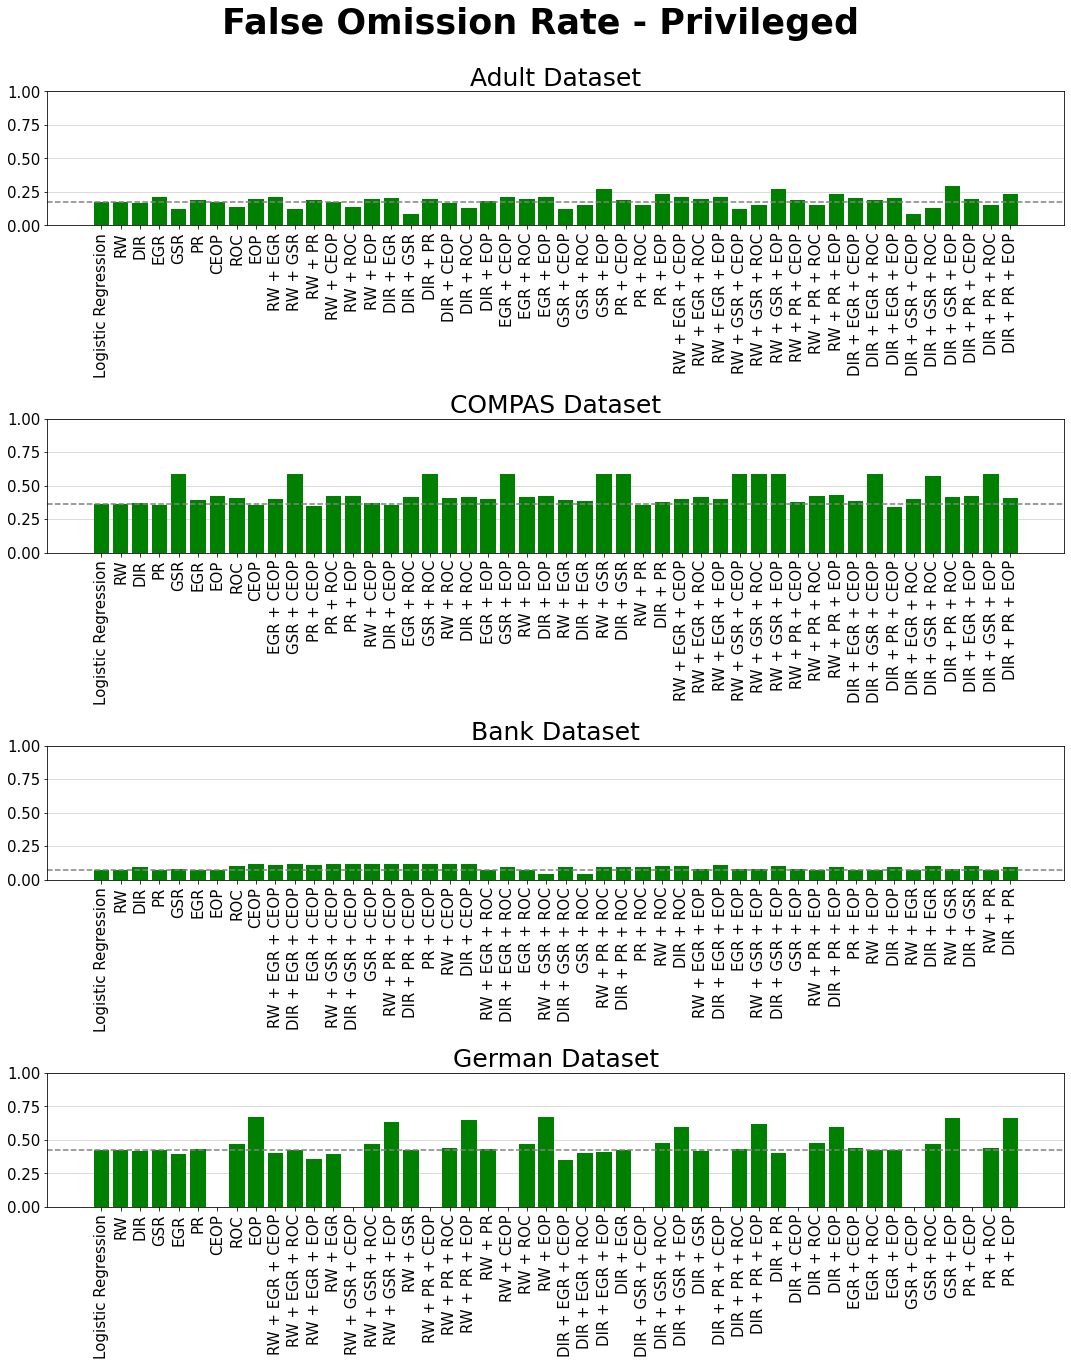 False Omission Rate - Privileged
Adult Dataset
1.00
0.75
0.50
0.25
0.00
Logistic Regression
RW
DIR
EGR
GSR
PR
CEOP
ROC
EOP
RW + EGR
RW + GSR
RW + PR
RW + CEOP
RW + ROC
RW + EOP
DIR + EGR
DIR + GSR
DIR + PR
DIR + CEOP
DIR + ROC
DIR + EOP
EGR + CEOP
EGR + ROC
EGR + EOP
GSR + CEOP
GSR + ROC
GSR + EOP
PR + CEOP
PR + ROC
PR + EOP
RW + EGR + CEOP
RW + EGR + ROC
RW + EGR + EOP
RW + GSR + CEOP
RW + GSR + ROC
RW + GSR + EOP
RW + PR + CEOP
RW + PR + ROC
RW + PR + EOP
DIR + EGR + CEOP
DIR + EGR + ROC
DIR + EGR + EOP
DIR + GSR + CEOP
DIR + GSR + ROC
DIR + GSR + EOP
DIR + PR + CEOP
DIR + PR + ROC
DIR + PR + EOP
COMPAS Dataset
1.00
0.75
0.50
0.25
0.00
Logistic Regression
RW
DIR
PR
GSR
EGR
EOP
ROC
CEOP
EGR + CEOP
GSR + CEOP
PR + CEOP
PR + ROC
PR + EOP
RW + CEOP
DIR + CEOP
EGR + ROC
GSR + ROC
RW + ROC
DIR + ROC
EGR + EOP
GSR + EOP
RW + EOP
DIR + EOP
RW + EGR
DIR + EGR
RW + GSR
DIR + GSR
RW + PR
DIR + PR
RW + EGR + CEOP
RW + EGR + ROC
RW + EGR + EOP
RW + GSR + CEOP
RW + GSR + ROC
RW + GSR + EOP
RW + PR + CEOP
RW + PR + ROC
RW + PR + EOP
DIR + EGR + CEOP
DIR + GSR + CEOP
DIR + PR + CEOP
DIR + EGR + ROC
DIR + GSR + ROC
DIR + PR + ROC
DIR + EGR + EOP
DIR + GSR + EOP
DIR + PR + EOP
Bank Dataset
1.00
0.75
0.50
0.25
0.00
Logistic Regression
RW
DIR
PR
GSR
EGR
EOP
ROC
CEOP
RW + EGR + CEOP
DIR + EGR + CEOP
EGR + CEOP
RW + GSR + CEOP
DIR + GSR + CEOP
GSR + CEOP
RW + PR + CEOP
DIR + PR + CEOP
PR + CEOP
RW + CEOP
DIR + CEOP
RW + EGR + ROC
DIR + EGR + ROC
EGR + ROC
RW + GSR + ROC
DIR + GSR + ROC
GSR + ROC
RW + PR + ROC
DIR + PR + ROC
PR + ROC
RW + ROC
DIR + ROC
RW + EGR + EOP
DIR + EGR + EOP
EGR + EOP
RW + GSR + EOP
DIR + GSR + EOP
GSR + EOP
RW + PR + EOP
DIR + PR + EOP
PR + EOP
RW + EOP
DIR + EOP
RW + EGR
DIR + EGR
RW + GSR
DIR + GSR
RW + PR
DIR + PR
German Dataset
1.00
0.75
0.50
0.25
0.00
Logistic Regression
RW
DIR
GSR
EGR
PR
CEOP
ROC
EOP
RW + EGR + CEOP
RW + EGR + ROC
RW + EGR + EOP
RW + EGR
RW + GSR + CEOP
RW + GSR + ROC
RW + GSR + EOP
RW + GSR
RW + PR + CEOP
RW + PR + ROC
RW + PR + EOP
RW + PR
RW + CEOP
RW + ROC
RW + EOP
DIR + EGR + CEOP
DIR + EGR + ROC
DIR + EGR + EOP
DIR + EGR
DIR + GSR + CEOP
DIR + GSR + ROC
DIR + GSR + EOP
DIR + GSR
DIR + PR + CEOP
DIR + PR + ROC
DIR + PR + EOP
DIR + PR
DIR + CEOP
DIR + ROC
DIR + EOP
EGR + CEOP
EGR + ROC
EGR + EOP
GSR + CEOP
GSR + ROC
GSR + EOP
PR + CEOP
PR + ROC
PR + EOP